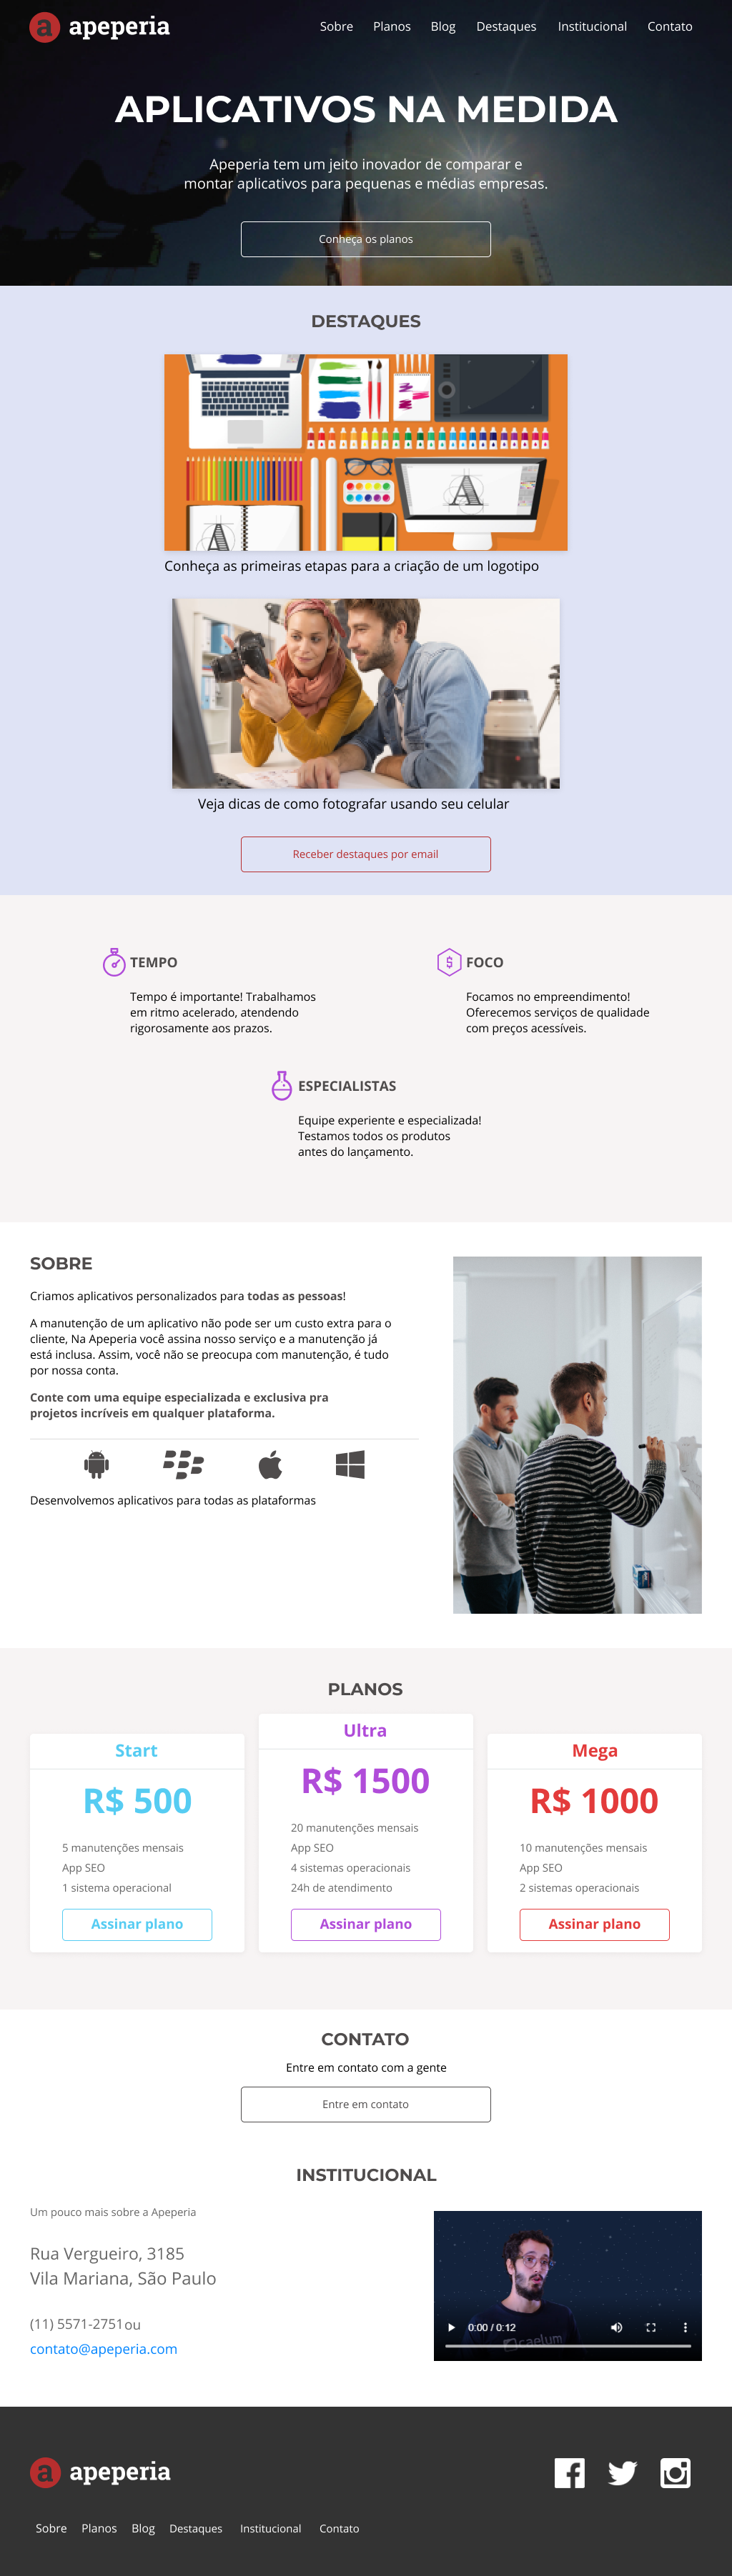 apeperia
Sobre Planos Blog Destaques Institucional Contato
APLICATIVOS NA MEDIDA
Apeperia tem um jeito inovador de comparar e
montar aplicativos para pequenas e médias empresas.
Conheça os planos
DESTAQUES
Conheça as primeiras etapas para a criação de um logotipo
Veja dicas de como fotografar usando seu celular
Receber destaques por email
TEMPO
Tempo é importante! Trabalhamos
em ritmo acelerado, atendendo
rigorosamente aos prazos.
FOCO
Focamos no empreendimento!
Oferecemos serviços de qualidade
com preços acessíveis.
ESPECIALISTAS
Equipe experiente e especializada!
Testamos todos os produtos
antes do lançamento.
SOBRE
Criamos aplicativos personalizados para todas as pessoas!
A manutenção de um aplicativo não pode ser um custo extra para o
cliente, Na Apeperia você assina nosso serviço e a manutenção já
está inclusa. Assim, você não se preocupa com manutenção, é tudo
por nossa conta.
Conte com uma equipe especializada e exclusiva pra
projetos incríveis em qualquer plataforma.
Desenvolvemos aplicativos para todas as plataformas
PLANOS
Start
R$ 500
5 manutenções mensais
App SEO
1 sistema operacional
Assinar plano
Ultra
R$ 1500
20 manutenções mensais
App SEO
4 sistemas operacionais
24h de atendimento
Assinar plano
Mega
R$ 1000
10 manutenções mensais
App SEO
2 sistemas operacionais
Assinar plano
CONTATO
Entre em contato com a gente
Entre em contato
INSTITUCIONAL
Um pouco mais sobre a Apeperia
Rua Vergueiro, 3185
Vila Mariana, São Paulo
(11) 5571-2751 ou
contato@apeperia.com
0:00 / 0:12
caelum
apeperia
Sobre Planos Blog Destaques Institucional Contato